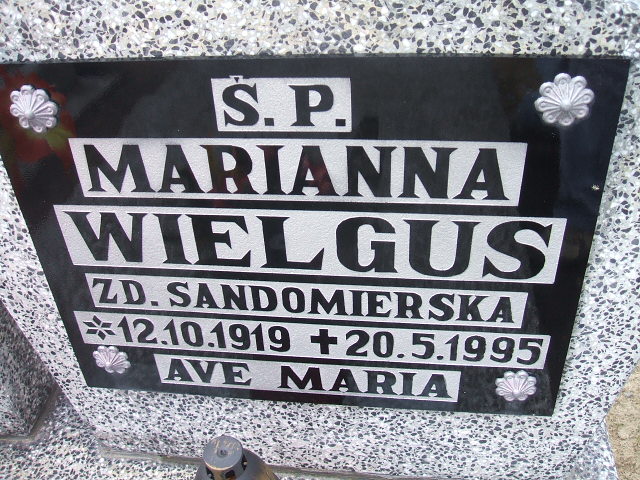 Ś.P.
MARIANNA
WIELGUS
ZD. SANDOMIERSKA
*12.10.1919 +20.5.1995
AVE MARIA